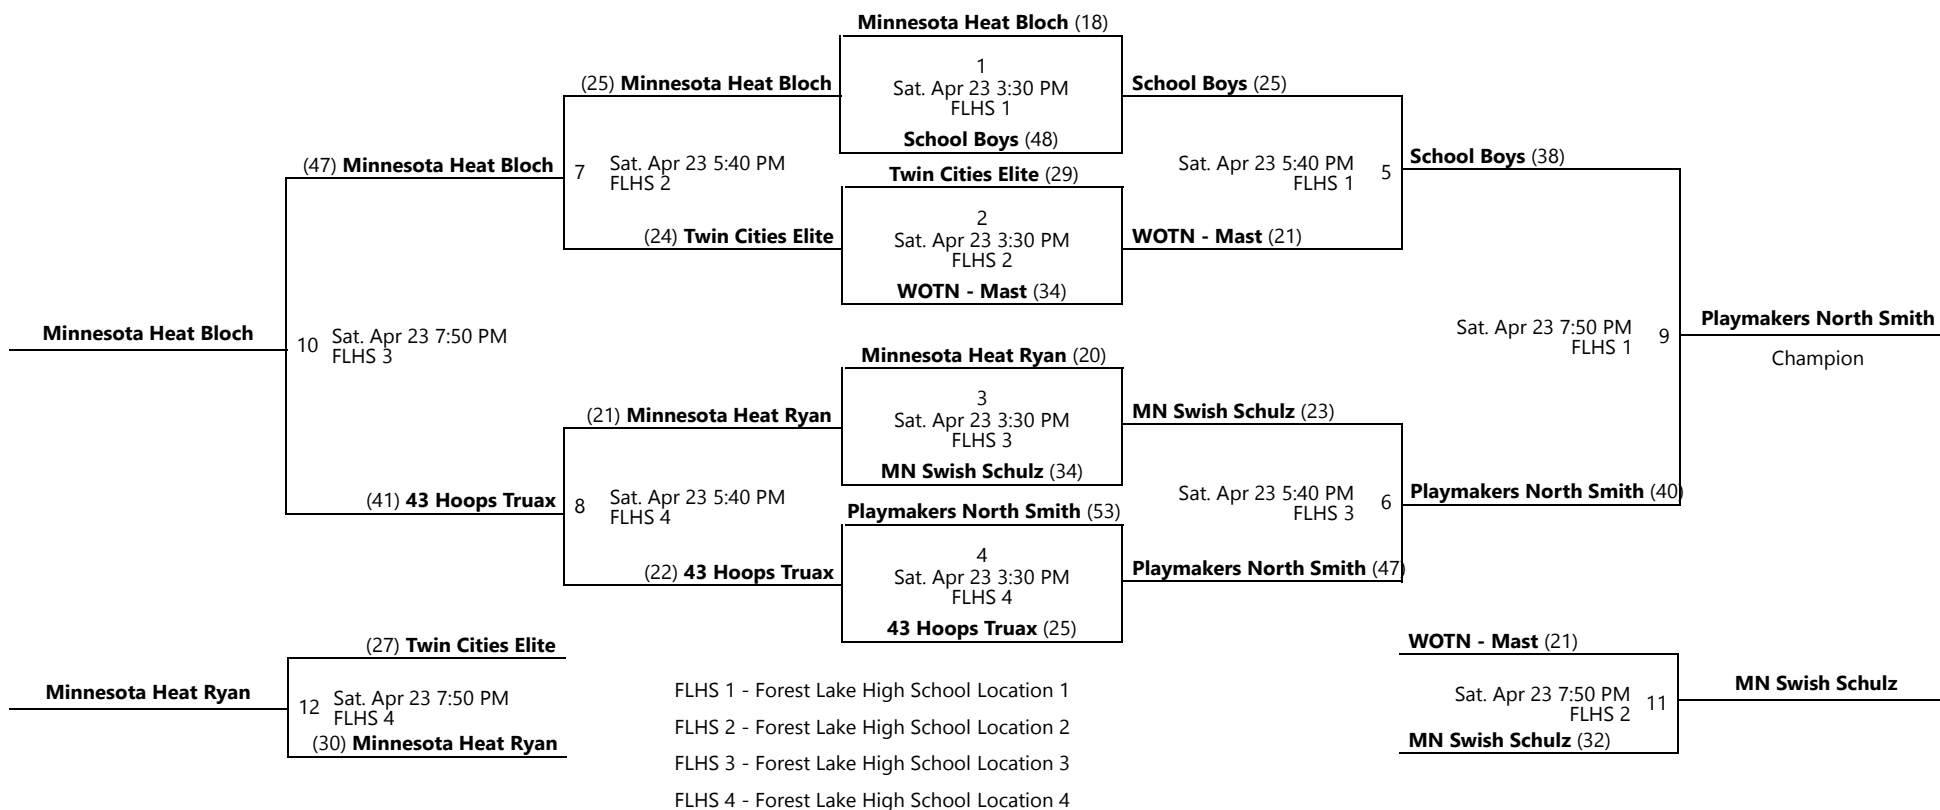 Minnesota Heat Bloch (18)
1
Sat. Apr 23 3:30 PM
FLHS 1
School Boys (48)
(25) Minnesota Heat Bloch
School Boys (25)
(47) Minnesota Heat Bloch
7
Sat. Apr 23 5:40 PM
FLHS 2
Twin Cities Elite (29)
2
Sat. Apr 23 3:30 PM
FLHS 2
WOTN - Mast (34)
Sat. Apr 23 5:40 PM
FLHS 1
5
School Boys (38)
(24) Twin Cities Elite
WOTN - Mast (21)
Minnesota Heat Bloch
10
Sat. Apr 23 7:50 PM
FLHS 3
Sat. Apr 23 7:50 PM
FLHS 1
9
Playmakers North Smith
Champion
Minnesota Heat Ryan (20)
3
Sat. Apr 23 3:30 PM
FLHS 3
MN Swish Schulz (34)
(21) Minnesota Heat Ryan
MN Swish Schulz (23)
(41) 43 Hoops Truax
8
Sat. Apr 23 5:40 PM
FLHS 4
Playmakers North Smith (53)
4
Sat. Apr 23 3:30 PM
FLHS 4
43 Hoops Truax (25)
Sat. Apr 23 5:40 PM
FLHS 3
6
Playmakers North Smith (40)
(22) 43 Hoops Truax
Playmakers North Smith (47)
(27) Twin Cities Elite
Minnesota Heat Ryan
12
Sat. Apr 23 7:50 PM
FLHS 4
(30) Minnesota Heat Ryan
FLHS 1 - Forest Lake High School Location 1
FLHS 2 - Forest Lake High School Location 2
FLHS 3 - Forest Lake High School Location 3
FLHS 4 - Forest Lake High School Location 4
WOTN - Mast (21)
Sat. Apr 23 7:50 PM
FLHS 2
11
MN Swish Schulz
MN Swish Schulz (32)